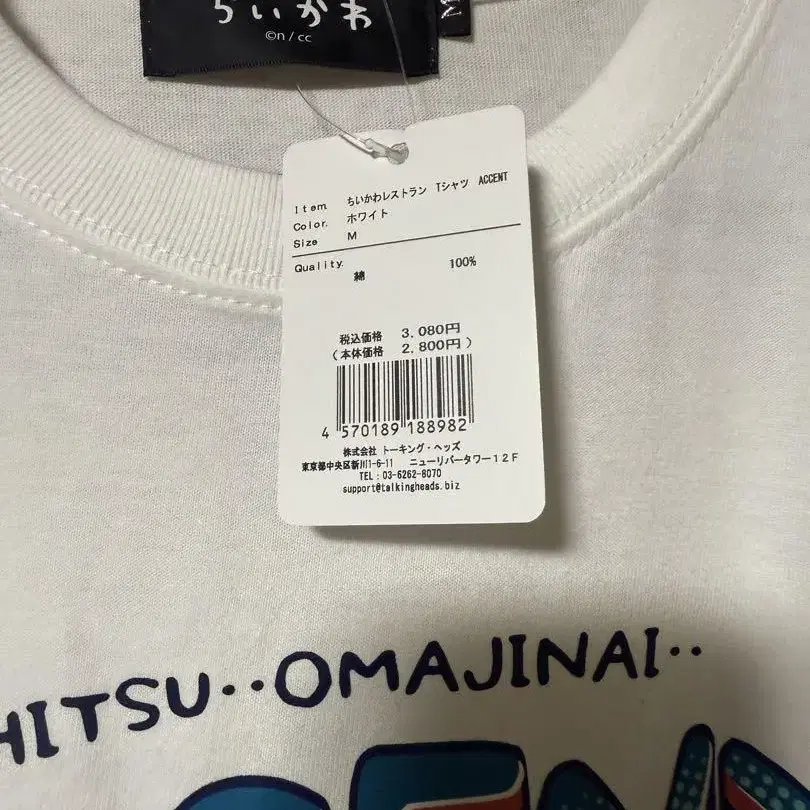 ちいかわ
©n / cc
M
Item. ちいかわレストラン Tシャツ ACCENT
Color. ホワイト
Size M
Quality. 綿 100%
税込価格 3,080円
( 本体価格 2,800円 )
4 570189 188982
株式会社 トーキング・ヘッズ
東京都中央区新川1-6-11 ニューリバータワー12F
TEL : 03-6262-8070
support@talkingheads.biz
HITSU‥OMAJINAI‥